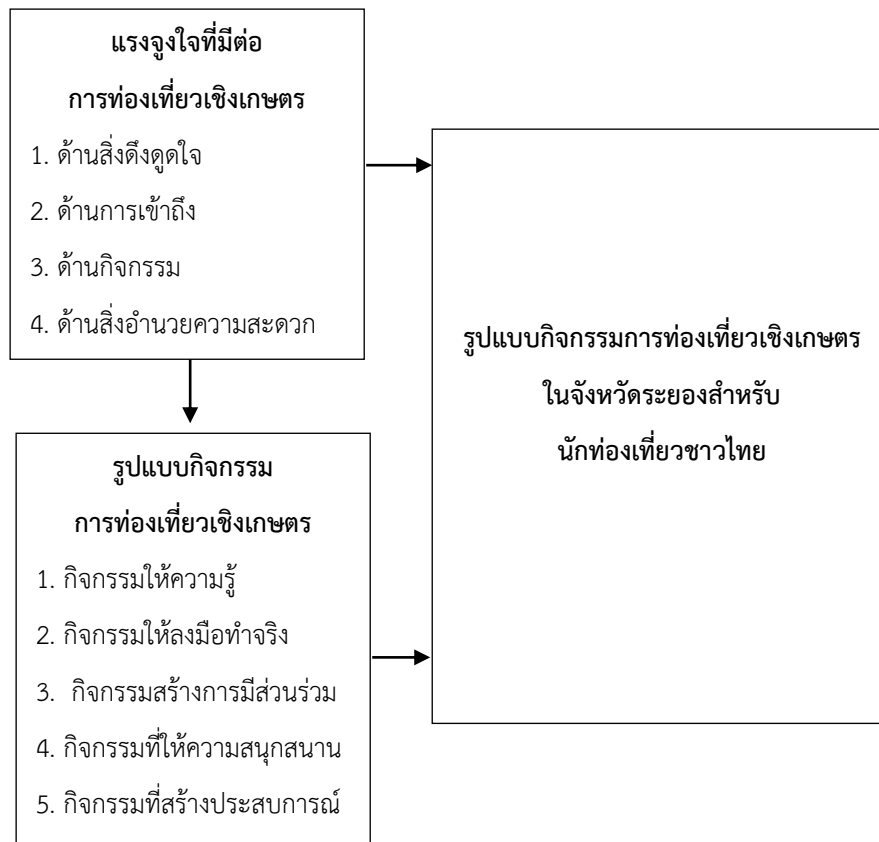 แรงจูงใจที่มีต่อ
การท่องเที่ยวเชิงเกษตร
1. ด้านสิ่งดึงดูดใจ
2. ด้านการเข้าถึง
3. ด้านกิจกรรม
4. ด้านสิ่งอำนวยความสะดวก
รูปแบบกิจกรรม
การท่องเที่ยวเชิงเกษตร
1. กิจกรรมให้ความรู้
2. กิจกรรมให้ลงมือทำจริง
3. กิจกรรมสร้างการมีส่วนร่วม
4. กิจกรรมที่ให้ความสนุกสนาน
5. กิจกรรมที่สร้างประสบการณ์
รูปแบบกิจกรรมการท่องเที่ยวเชิงเกษตร
ในจังหวัดระยองสำหรับ
นักท่องเที่ยวชาวไทย